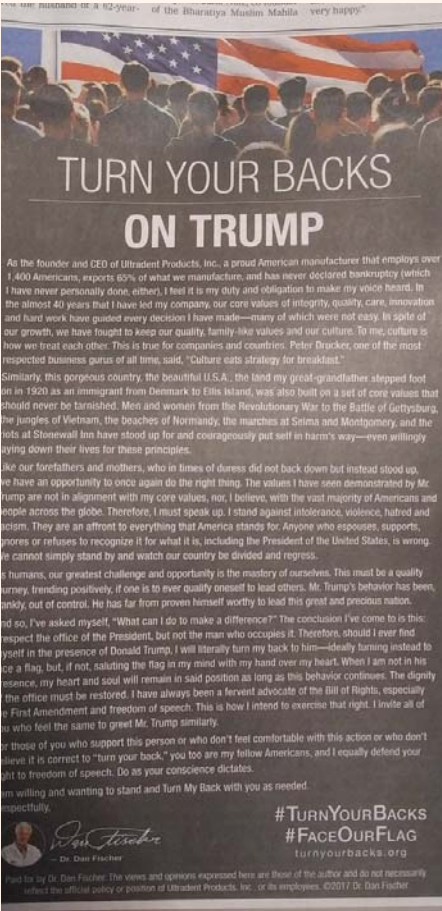 husband of a 92-year- of the Bharatiya Muslim Mahila very happy."
TURN YOUR BACKS
ON TRUMP
As the founder and CEO of Ultradent Products, Inc., a proud American manufacturer that employs over
1,400 Americans, exports 65% of what we manufacture, and has never declared bankruptcy (which
I have never personally done, either), I feel it is my duty and obligation to make my voice heard. In
the almost 40 years that I have led my company, our core values of integrity, quality, care, innovation
and hard work have guided every decision I have made—many of which were not easy. In spite of
our growth, we have fought to keep our quality, family-like values and our culture. To me, culture is
how we treat each other. This is true for companies and countries. Peter Drucker, one of the most
respected business gurus of all time, said, "Culture eats strategy for breakfast."
Similarly, this gorgeous country, the beautiful U.S.A., the land my great-grandfather stepped foot
on in 1920 as an immigrant from Denmark to Ellis Island, was also built on a set of core values that
should never be tarnished. Men and women from the Revolutionary War to the Battle of Gettysburg,
the jungles of Vietnam, the beaches of Normandy, the marches at Selma and Montgomery, and the
iots at Stonewall Inn have stood up for and courageously put self in harm's way—even willingly
aying down their lives for these principles.
ike our forefathers and mothers, who in times of duress did not back down but instead stood up,
we have an opportunity to once again do the right thing. The values I have seen demonstrated by Mr.
rump are not in alignment with my core values, nor, I believe, with the vast majority of Americans and
eople across the globe. Therefore, I must speak up. I stand against intolerance, violence, hatred and
acism. They are an affront to everything that America stands for. Anyone who espouses, supports,
gnores or refuses to recognize it for what it is, including the President of the United States, is wrong.
e cannot simply stand by and watch our country be divided and regress.
s humans, our greatest challenge and opportunity is the mastery of ourselves. This must be a quality
urney, trending positively, if one is to ever qualify oneself to lead others. Mr. Trump's behavior has been,
ankly, out of control. He has far from proven himself worthy to lead this great and precious nation.
nd so, I've asked myself, "What can I do to make a difference?" The conclusion I've come to is this:
respect the office of the President, but not the man who occupies it. Therefore, should I ever find
yself in the presence of Donald Trump, I will literally turn my back to him—ideally turning instead to
ce a flag, but, if not, saluting the flag in my mind with my hand over my heart. When I am not in his
esence, my heart and soul will remain in said position as long as this behavior continues. The dignity
the office must be restored. I have always been a fervent advocate of the Bill of Rights, especially
e First Amendment and freedom of speech. This is how I intend to exercise that right. I invite all of
u who feel the same to greet Mr. Trump similarly.
or those of you who support this person or who don't feel comfortable with this action or who don't
elieve it is correct to "turn your back," you too are my fellow Americans, and I equally defend your
ght to freedom of speech. Do as your conscience dictates.
am willing and wanting to stand and Turn My Back with you as needed.
espectfully,
Dan Fischer
– Dr. Dan Fischer
#TURNYOURBACKS
#FACEOURFLAG
turnyourbacks.org
Paid for by Dr. Dan Fischer. The views and opinions expressed here are those of the author and do not necessarily
reflect the official policy or position of Ultradent Products, Inc., or its employees. ©2017 Dr. Dan Fischer